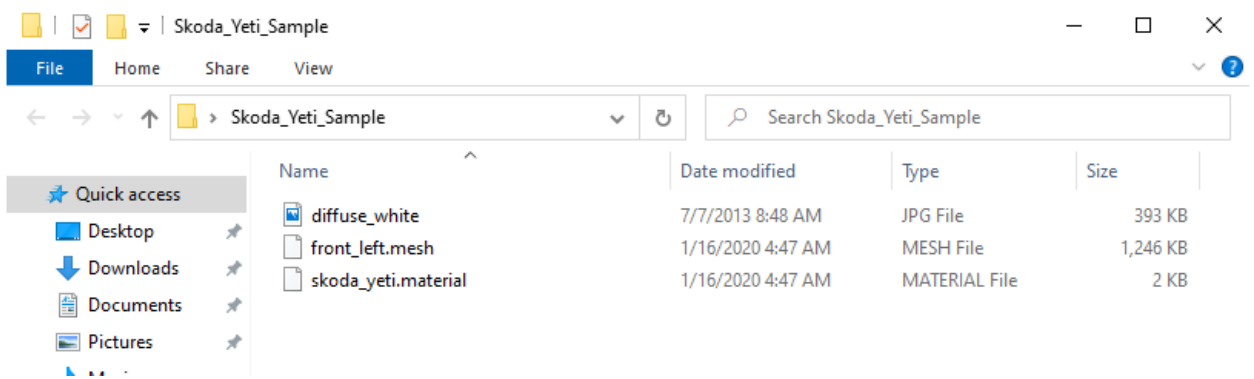 Skoda_Yeti_Sample
File Home Share View
Skoda_Yeti_Sample
Search Skoda_Yeti_Sample
Name Date modified Type Size
Quick access
diffuse_white 7/7/2013 8:48 AM JPG File 393 KB
Desktop
front_left.mesh 1/16/2020 4:47 AM MESH File 1,246 KB
Downloads
skoda_yeti.material 1/16/2020 4:47 AM MATERIAL File 2 KB
Documents
Pictures